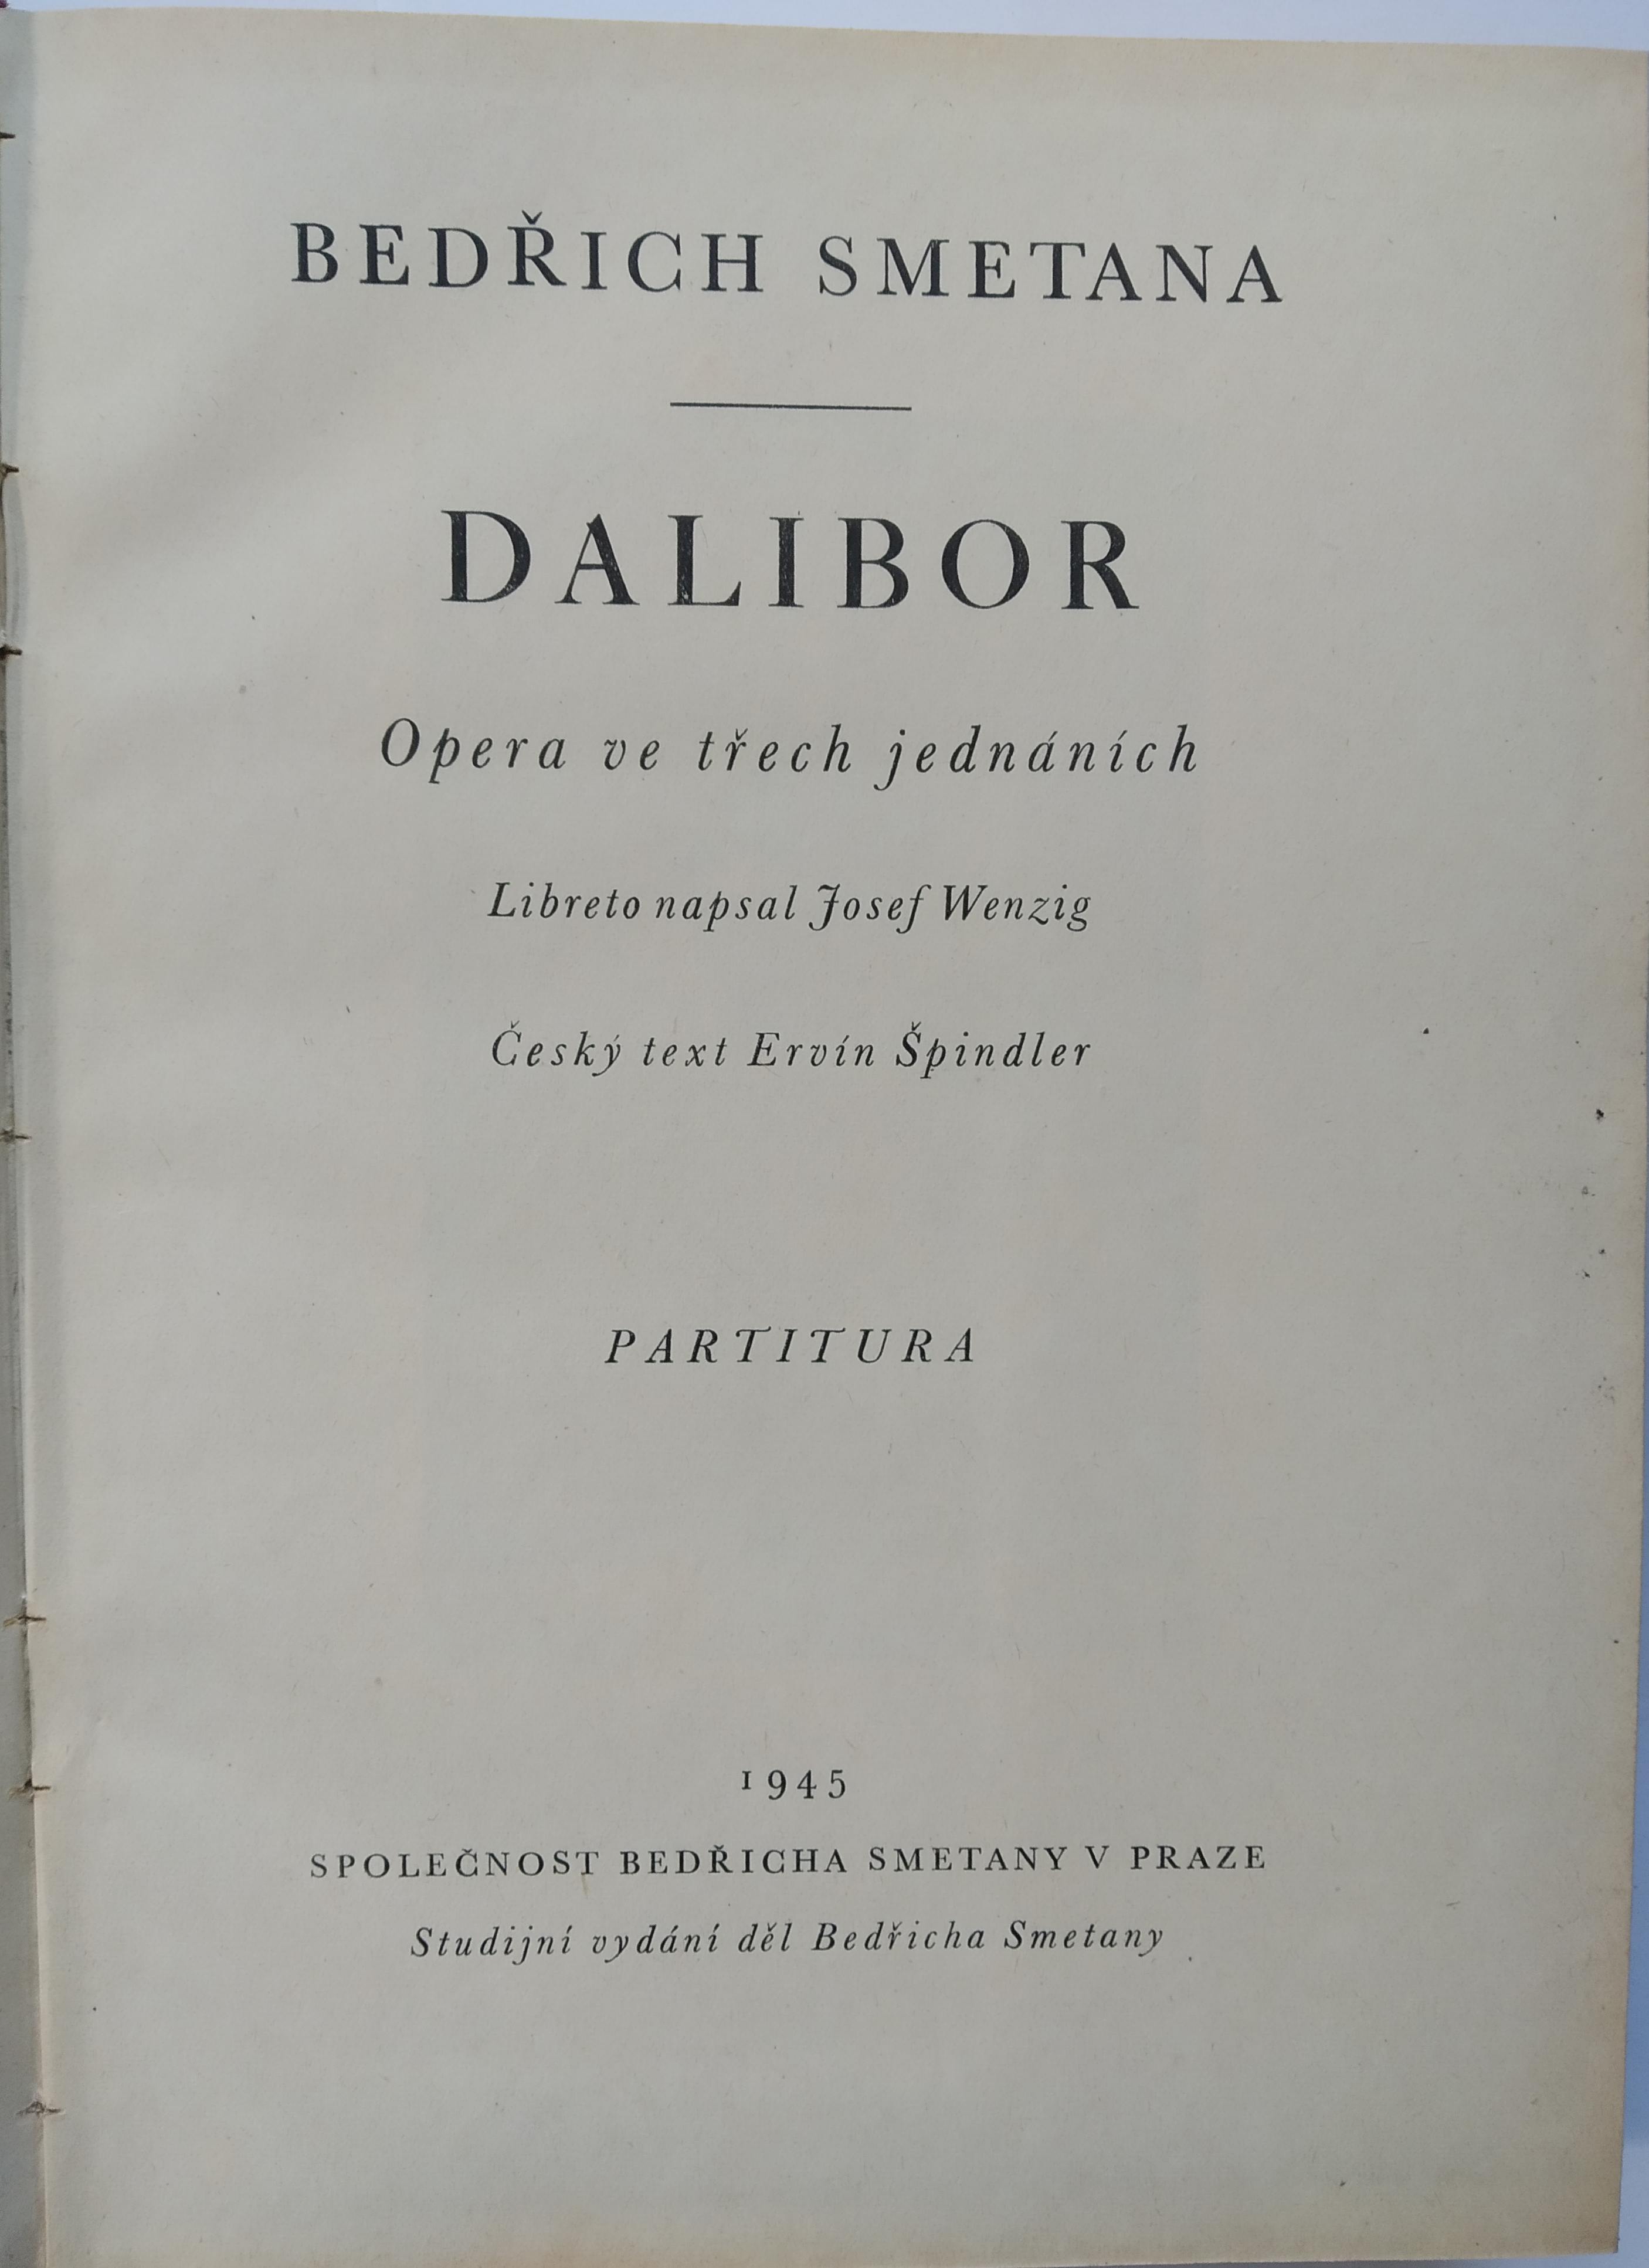 BEDŘICH SMETANA
DALIBOR
Opera ve třech jednáních
Libreto napsal Josef Wenzig
Český text Ervín Špindler
PARTITURA
1945
SPOLEČNOST BEDŘICHA SMETANY V PRAZE
Studijní vydání děl Bedřicha Smetany